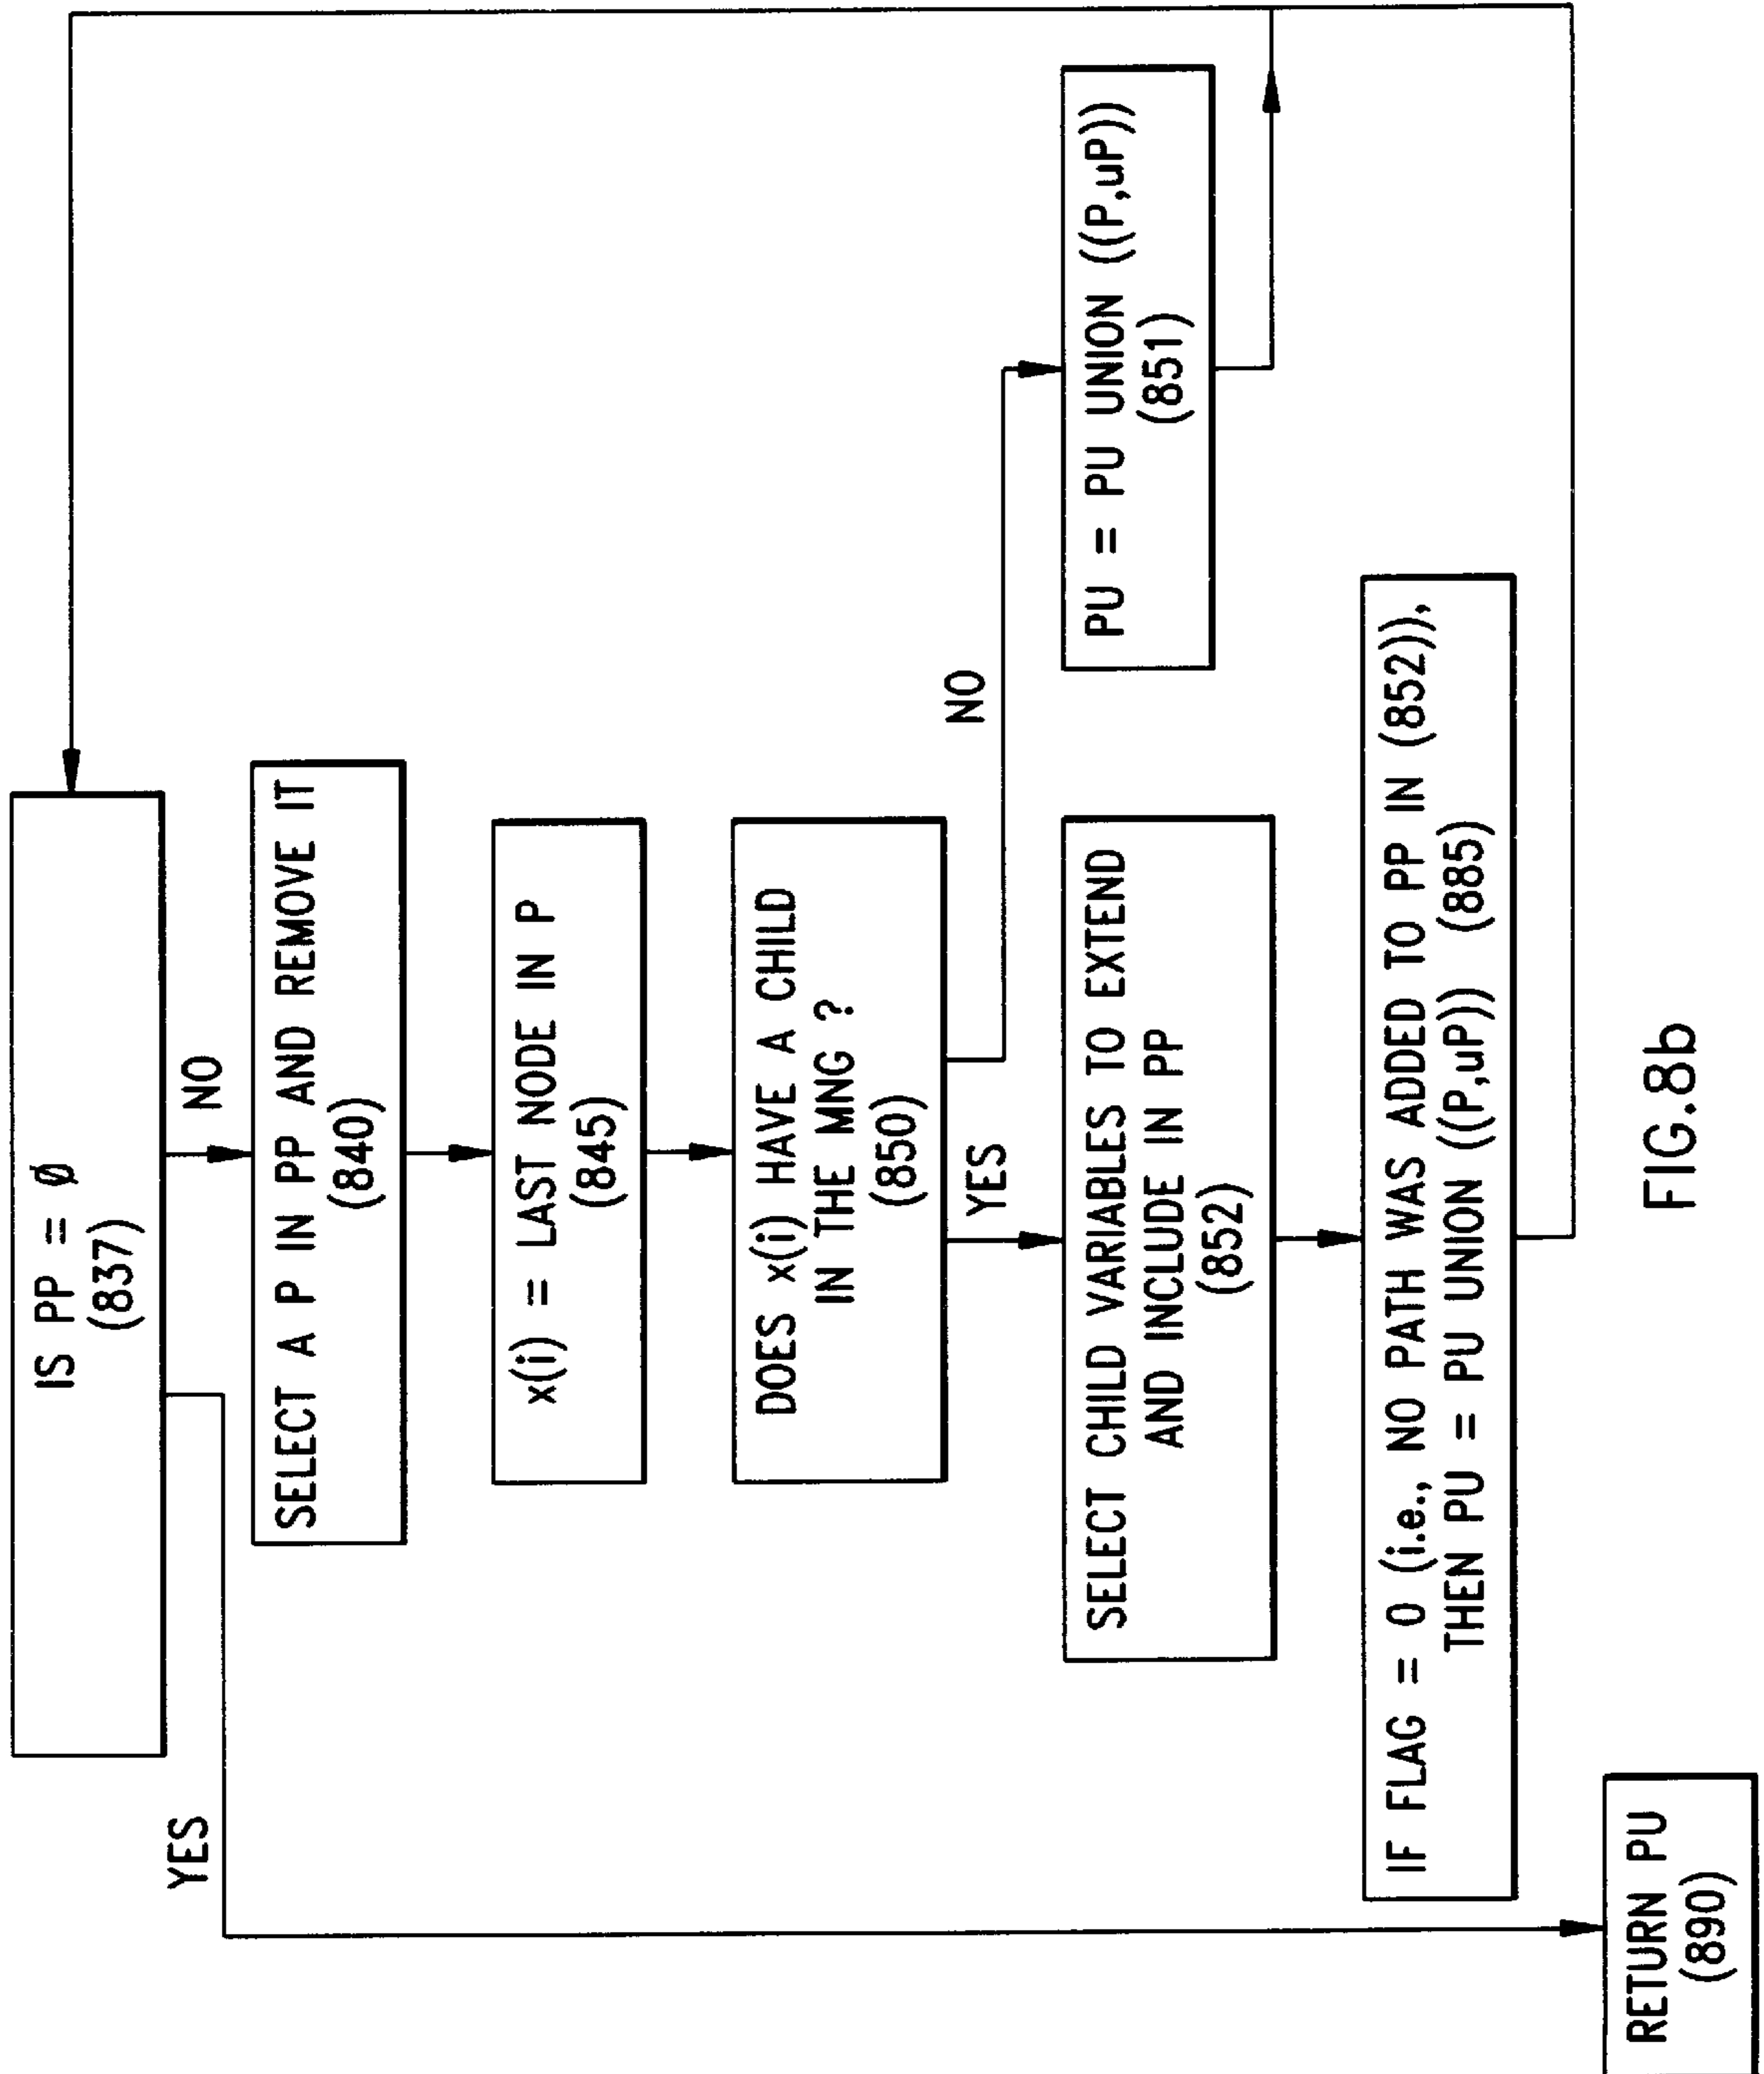 IS PP = Ø
(837)
YES
NO
SELECT A P IN PP AND REMOVE IT
(840)
x(i) = LAST NODE IN P
(845)
DOES x(i) HAVE A CHILD
IN THE MNG ?
(850)
YES
NO
SELECT CHILD VARIABLES TO EXTEND
AND INCLUDE IN PP
(852)
PU = PU UNION ((P,uP))
(851)
IF FLAG = 0 (i.e., NO PATH WAS ADDED TO PP IN (852)),
THEN PU = PU UNION ((P,uP)) (885)
RETURN PU
(890)
FIG.8b